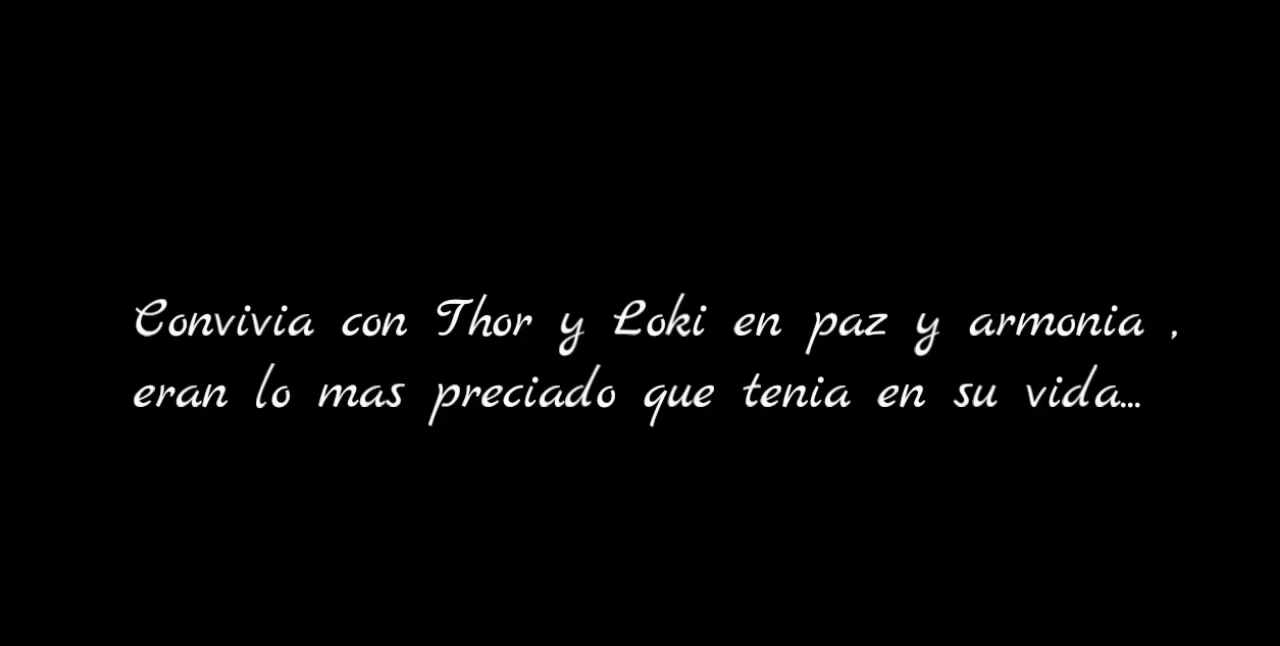 Convivia con Thor y Loki en paz y armonia ,
eran lo mas preciado que tenia en su vida...